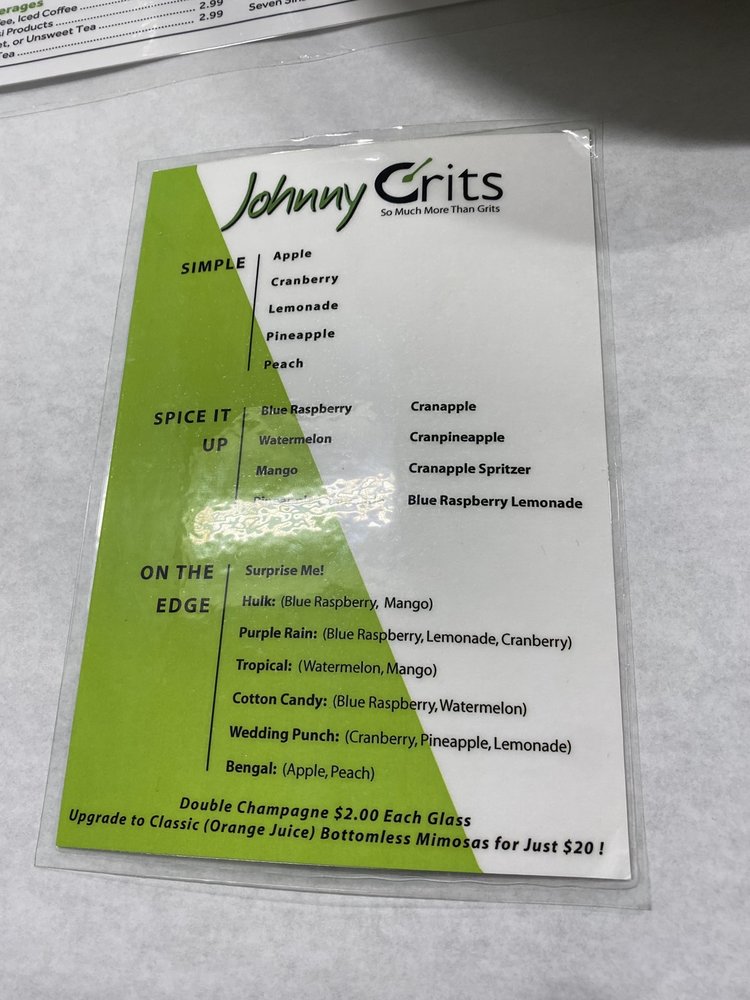 erages
ee, Iced Coffee 2.99
i Products 2.99
et, or Unsweet Tea
Tea
Johnny Grits
So Much More Than Grits
SIMPLE
Apple
Cranberry
Lemonade
Pineapple
Peach
SPICE IT UP
Blue Raspberry
Watermelon
Mango
Cranapple
Cranpineapple
Cranapple Spritzer
Blue Raspberry Lemonade
ON THE EDGE
Surprise Me!
Hulk: (Blue Raspberry, Mango)
Purple Rain: (Blue Raspberry, Lemonade, Cranberry)
Tropical: (Watermelon, Mango)
Cotton Candy: (Blue Raspberry, Watermelon)
Wedding Punch: (Cranberry, Pineapple, Lemonade)
Bengal: (Apple, Peach)
Double Champagne $2.00 Each Glass
Upgrade to Classic (Orange Juice) Bottomless Mimosas for Just $20 !